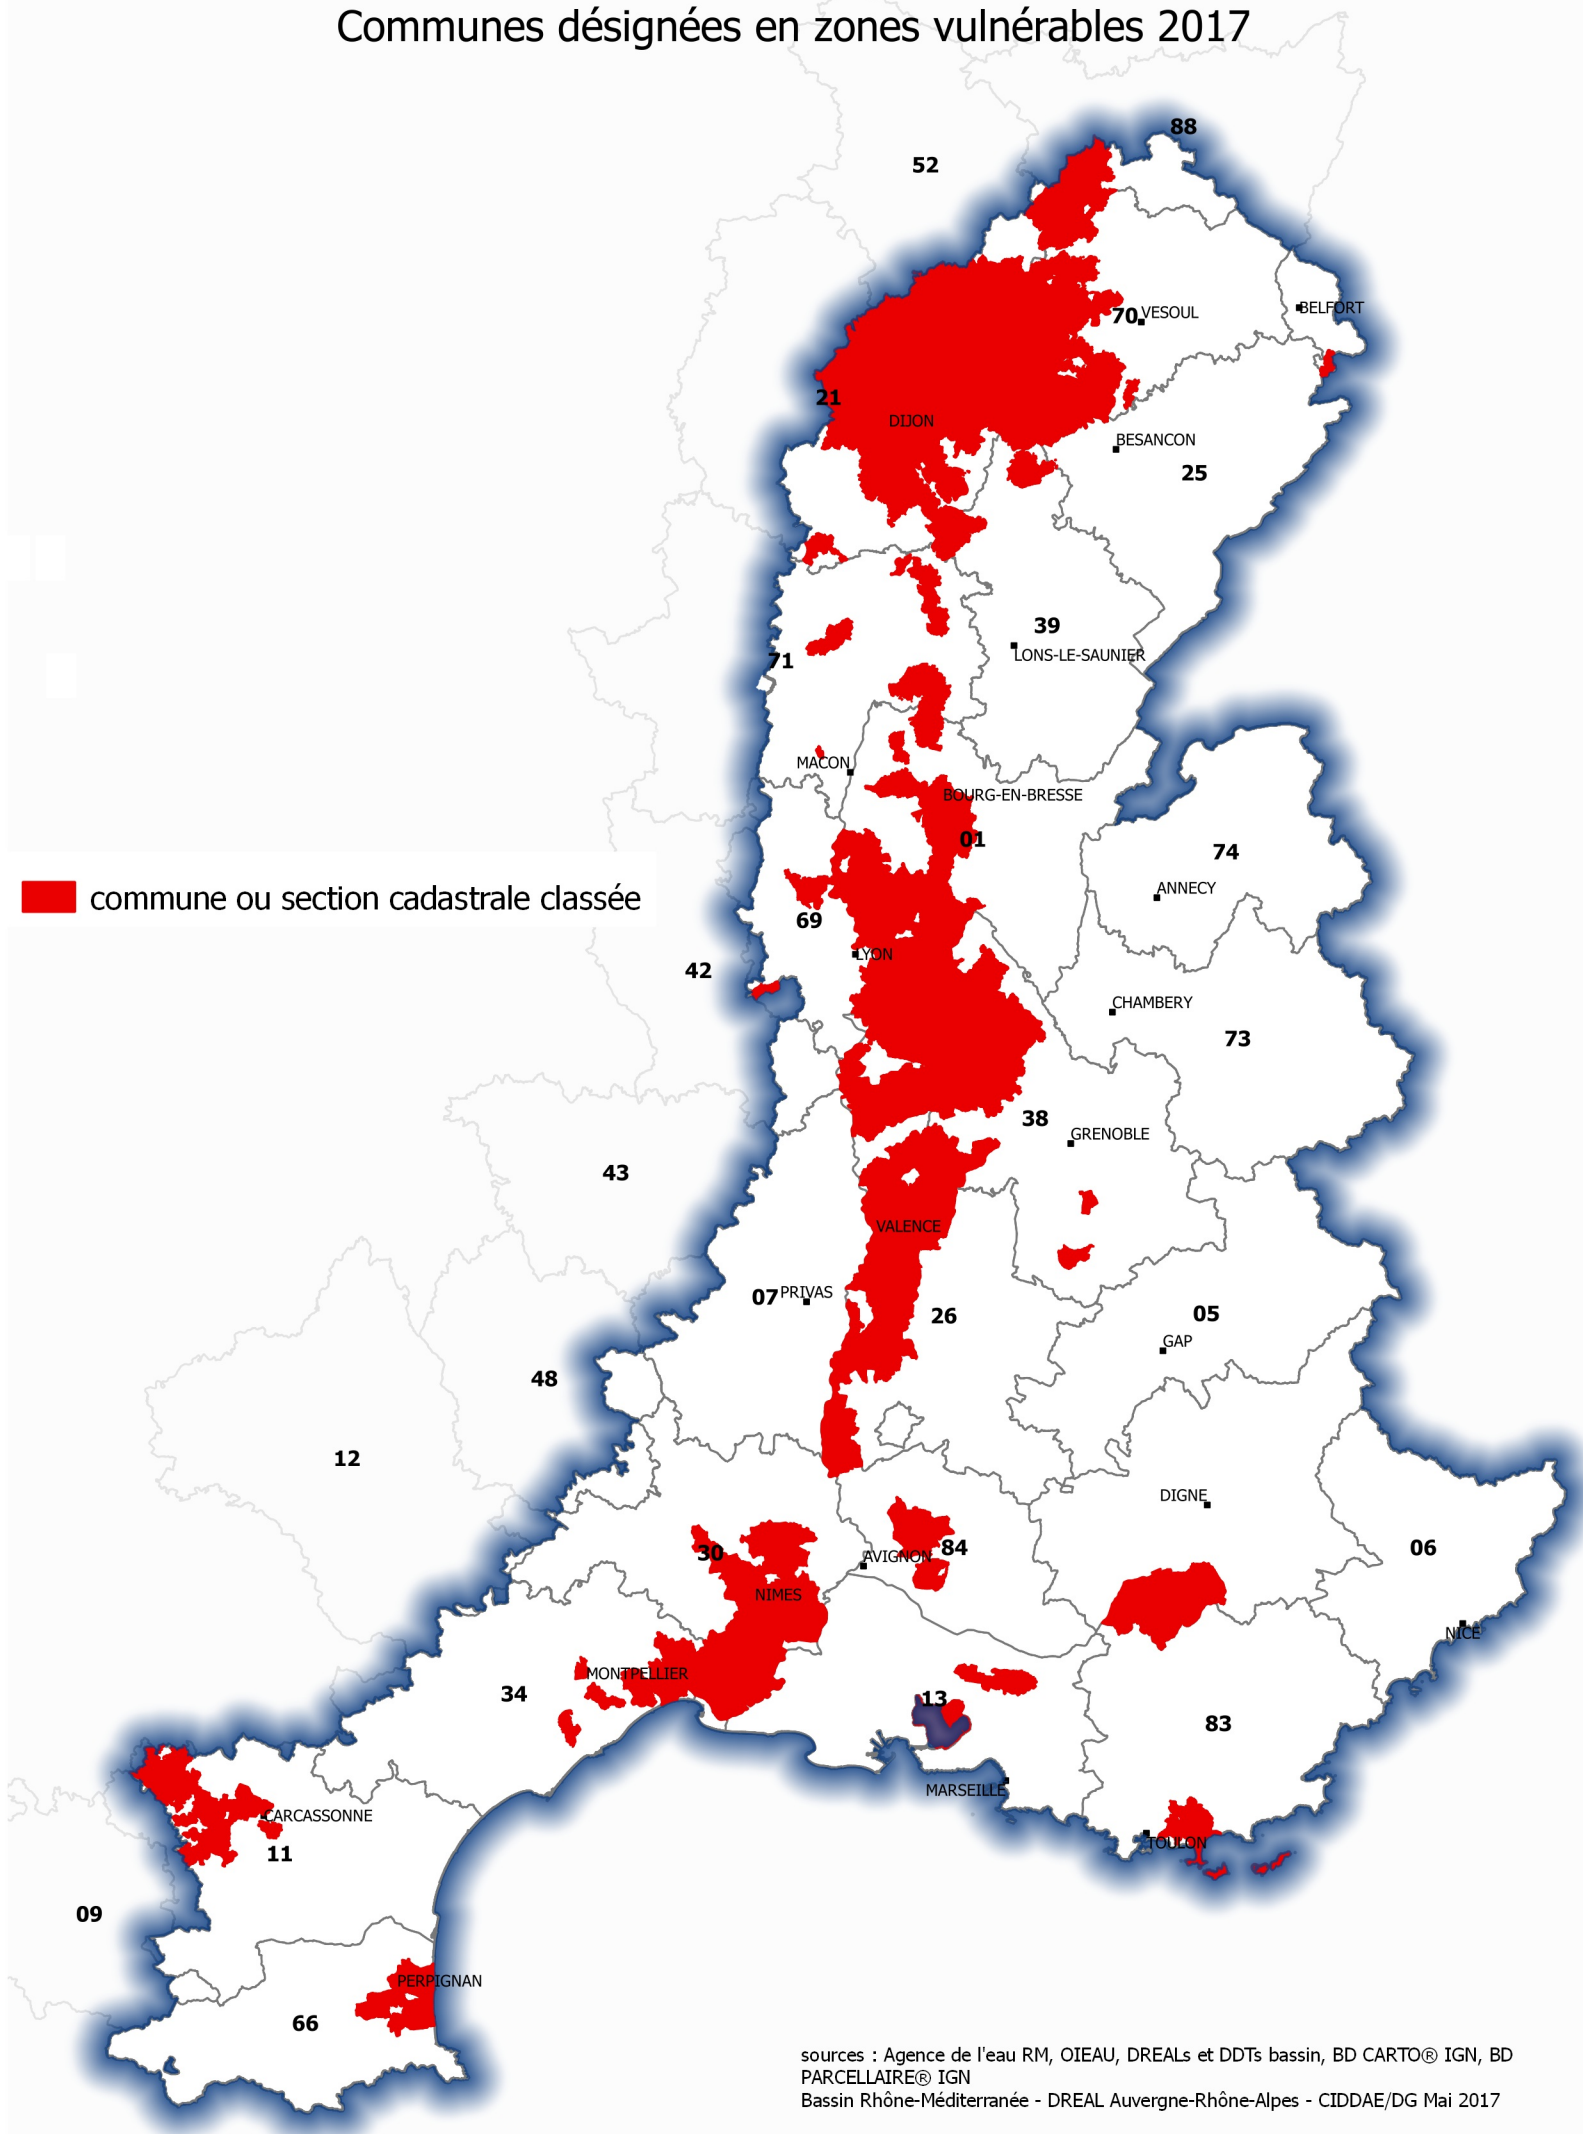 Communes désignées en zones vulnérables 2017
88
52
70 VESOUL
BELFORT
21
DIJON
BESANCON
25
39
LONS-LE-SAUNIER
71
MACON
BOURG-EN-BRESSE
01
74
ANNECY
commune ou section cadastrale classée
69
LYON
42
CHAMBERY
73
38
GRENOBLE
43
VALENCE
07 PRIVAS
26
05
GAP
48
12
DIGNE
30
AVIGNON 84
06
NIMES
NICE
MONTPELLIER
34
13
83
MARSEILLE
CARCASSONNE
TOULON
11
09
PERPIGNAN
66
sources : Agence de l'eau RM, OIEAU, DREALs et DDTs bassin, BD CARTO® IGN, BD
PARCELLAIRE® IGN
Bassin Rhône-Méditerranée - DREAL Auvergne-Rhône-Alpes - CIDDAE/DG Mai 2017